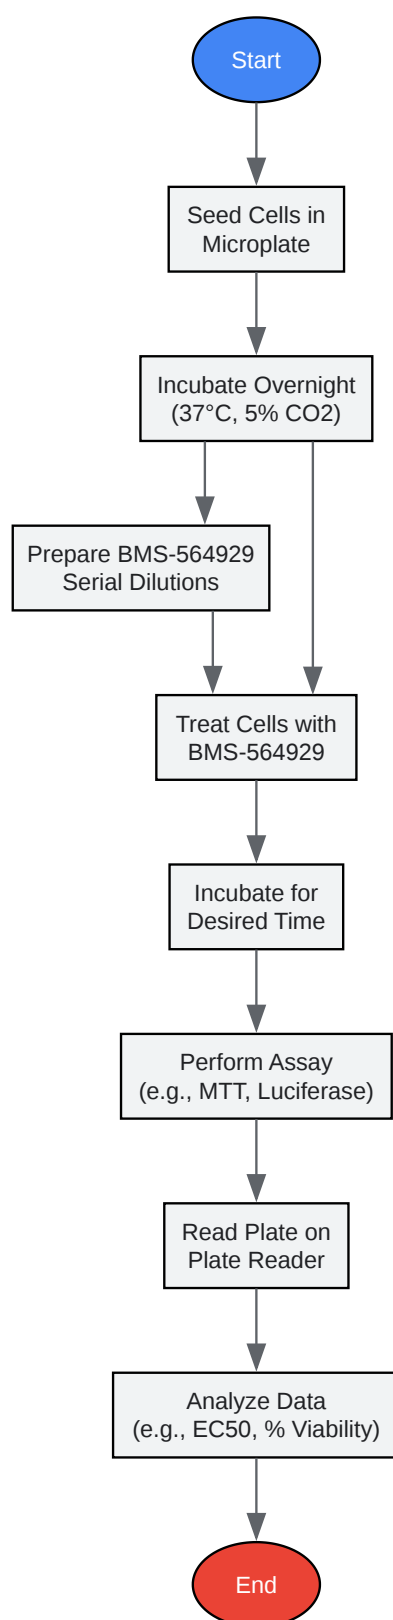 Start
Seed Cells in
Microplate
Incubate Overnight
(37°C, 5% CO2)
Prepare BMS-564929
Serial Dilutions
Treat Cells with
BMS-564929
Incubate for
Desired Time
Perform Assay
(e.g., MTT, Luciferase)
Read Plate on
Plate Reader
Analyze Data
(e.g., EC50, % Viability)
End